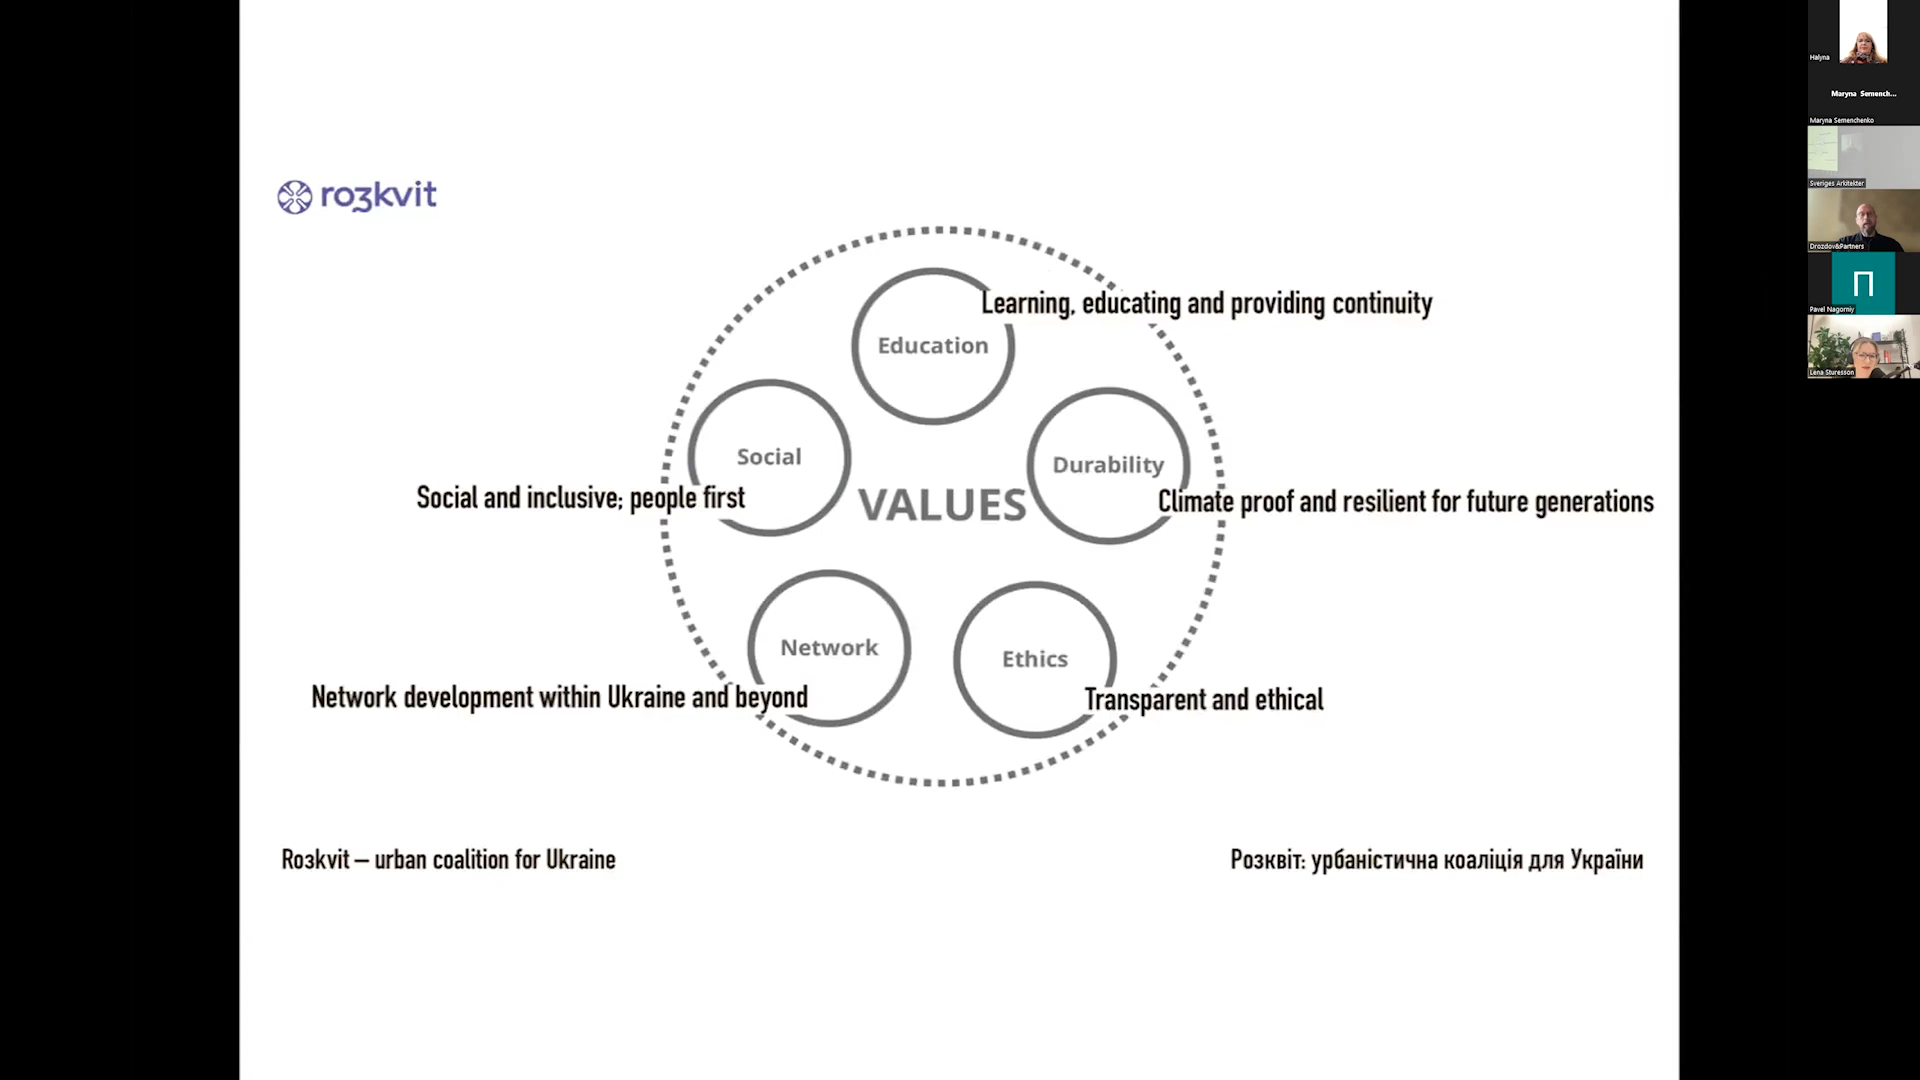 ro3kvit
Education
Learning, educating and providing continuity
Social
Social and inclusive; people first
VALUES
Durability
Climate proof and resilient for future generations
Network
Network development within Ukraine and beyond
Ethics
Transparent and ethical
Ro3kvit – urban coalition for Ukraine
Розквіт: урбаністична коаліція для України
Halyna
Maryna Semench...
Maryna Semenchenko
Sveriges Arkitekter
Drozdov&Partners
П
Pavel Nagorniy
Lena Sturesson